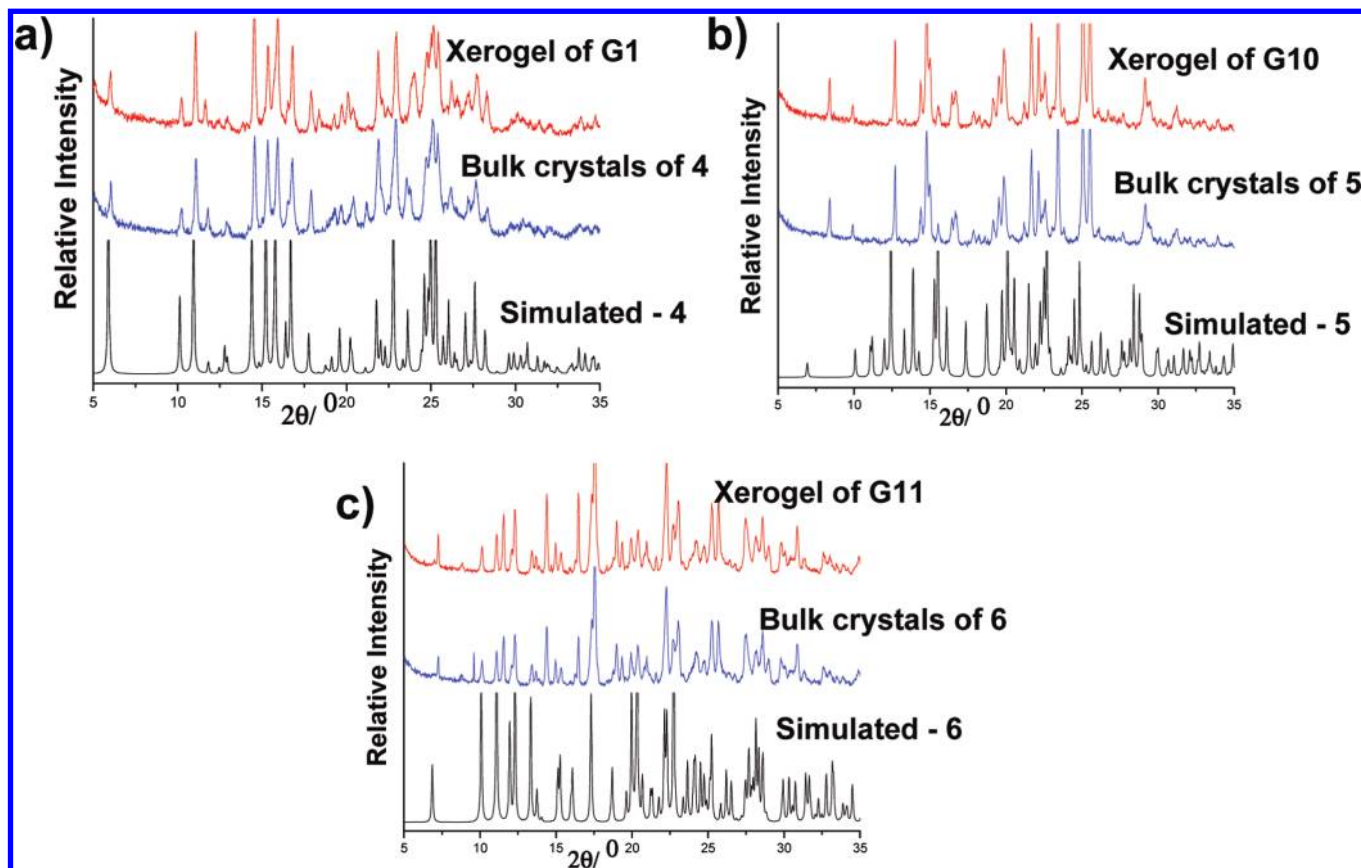 a)
Xerogel of G1
Bulk crystals of 4
Simulated - 4
Relative Intensity
5 10 15 20 25 30 35
2θ/ 0
b)
Xerogel of G10
Bulk crystals of 5
Simulated - 5
Relative Intensity
5 10 15 20 25 30 35
2θ/ 0
c)
Xerogel of G11
Bulk crystals of 6
Simulated - 6
Relative Intensity
5 10 15 20 25 30 35
2θ/ 0